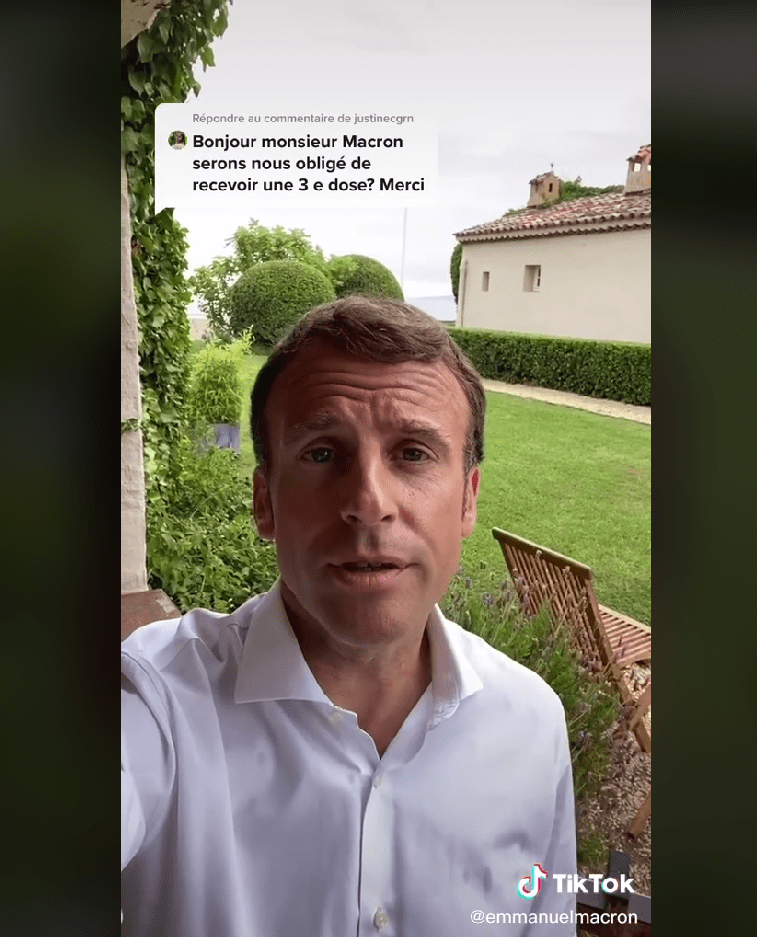 Répondre au commentaire de justinecgrn
Bonjour monsieur Macron
serons nous obligé de
recevoir une 3 e dose? Merci
TikTok
@emmanuelmacron